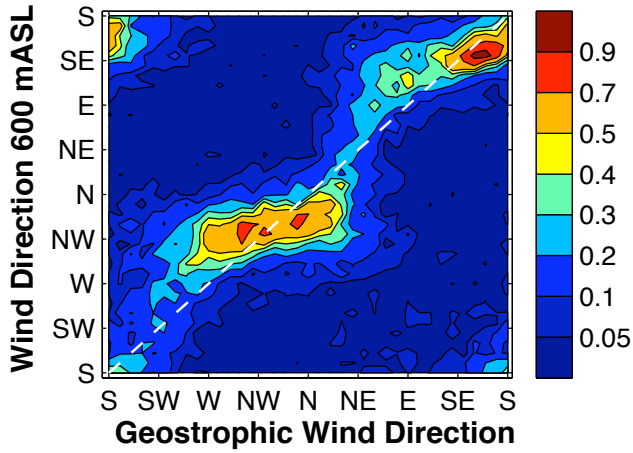 Wind Direction 600 mASL
S
SE
E
NE
N
NW
W
SW
S
S SW W NW N NE E SE S
Geostrophic Wind Direction
0.9
0.7
0.5
0.4
0.3
0.2
0.1
0.05